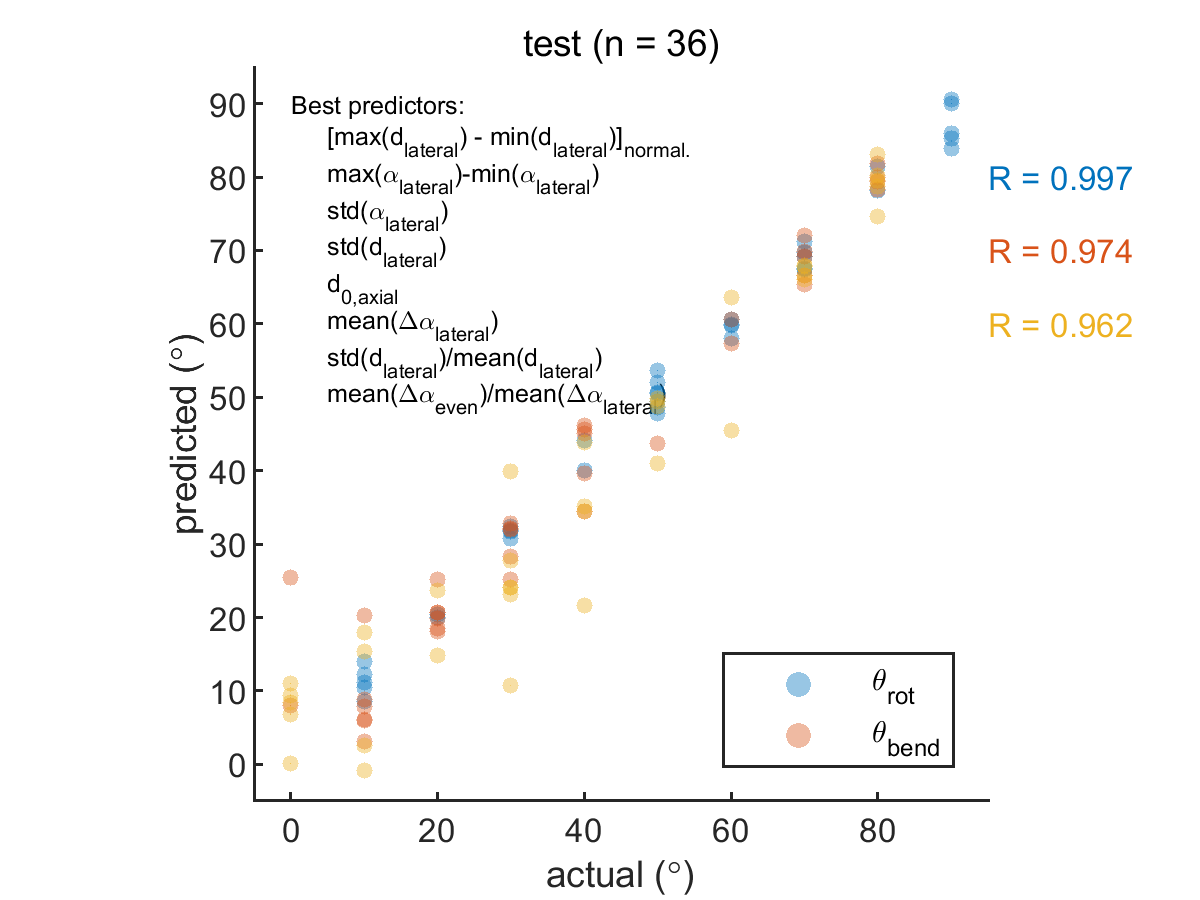 test (n = 36)
Best predictors:
[max(d_lateral) - min(d_lateral)]_normal.
max(α_lateral)-min(α_lateral)
std(α_lateral)
std(d_lateral)
d_0,axial
mean(Δα_lateral)
std(d_lateral)/mean(d_lateral)
mean(Δα_even)/mean(Δα_lateral)
R = 0.997
R = 0.974
R = 0.962
90
80
70
60
50
40
30
20
10
0
predicted (°)
θ_rot
θ_bend
0
20
40
60
80
actual (°)